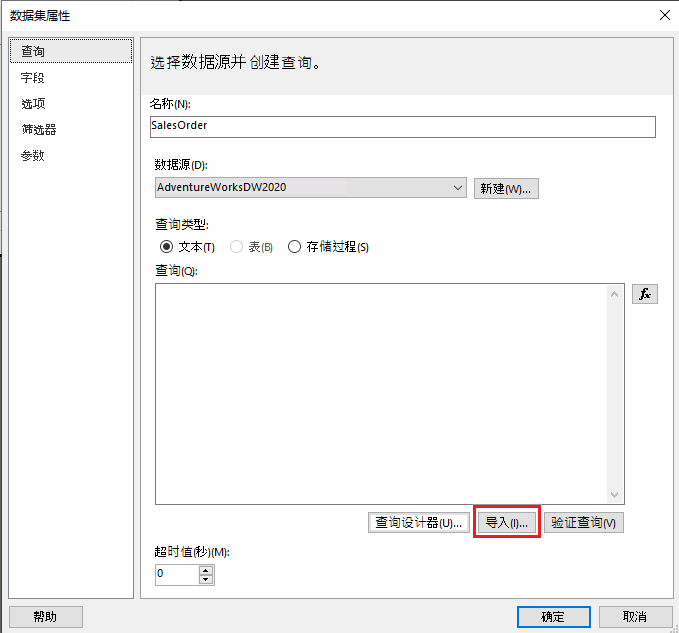 数据集属性
查询
字段
选项
筛选器
参数
选择数据源并创建查询。
名称(N):
SalesOrder
数据源(D):
AdventureWorksDW2020
新建(W)...
查询类型:
文本(T) 表(B) 存储过程(S)
查询(Q):
fx
查询设计器(U)... 导入(I)... 验证查询(V)
超时值(秒)(M):
0
帮助 确定 取消